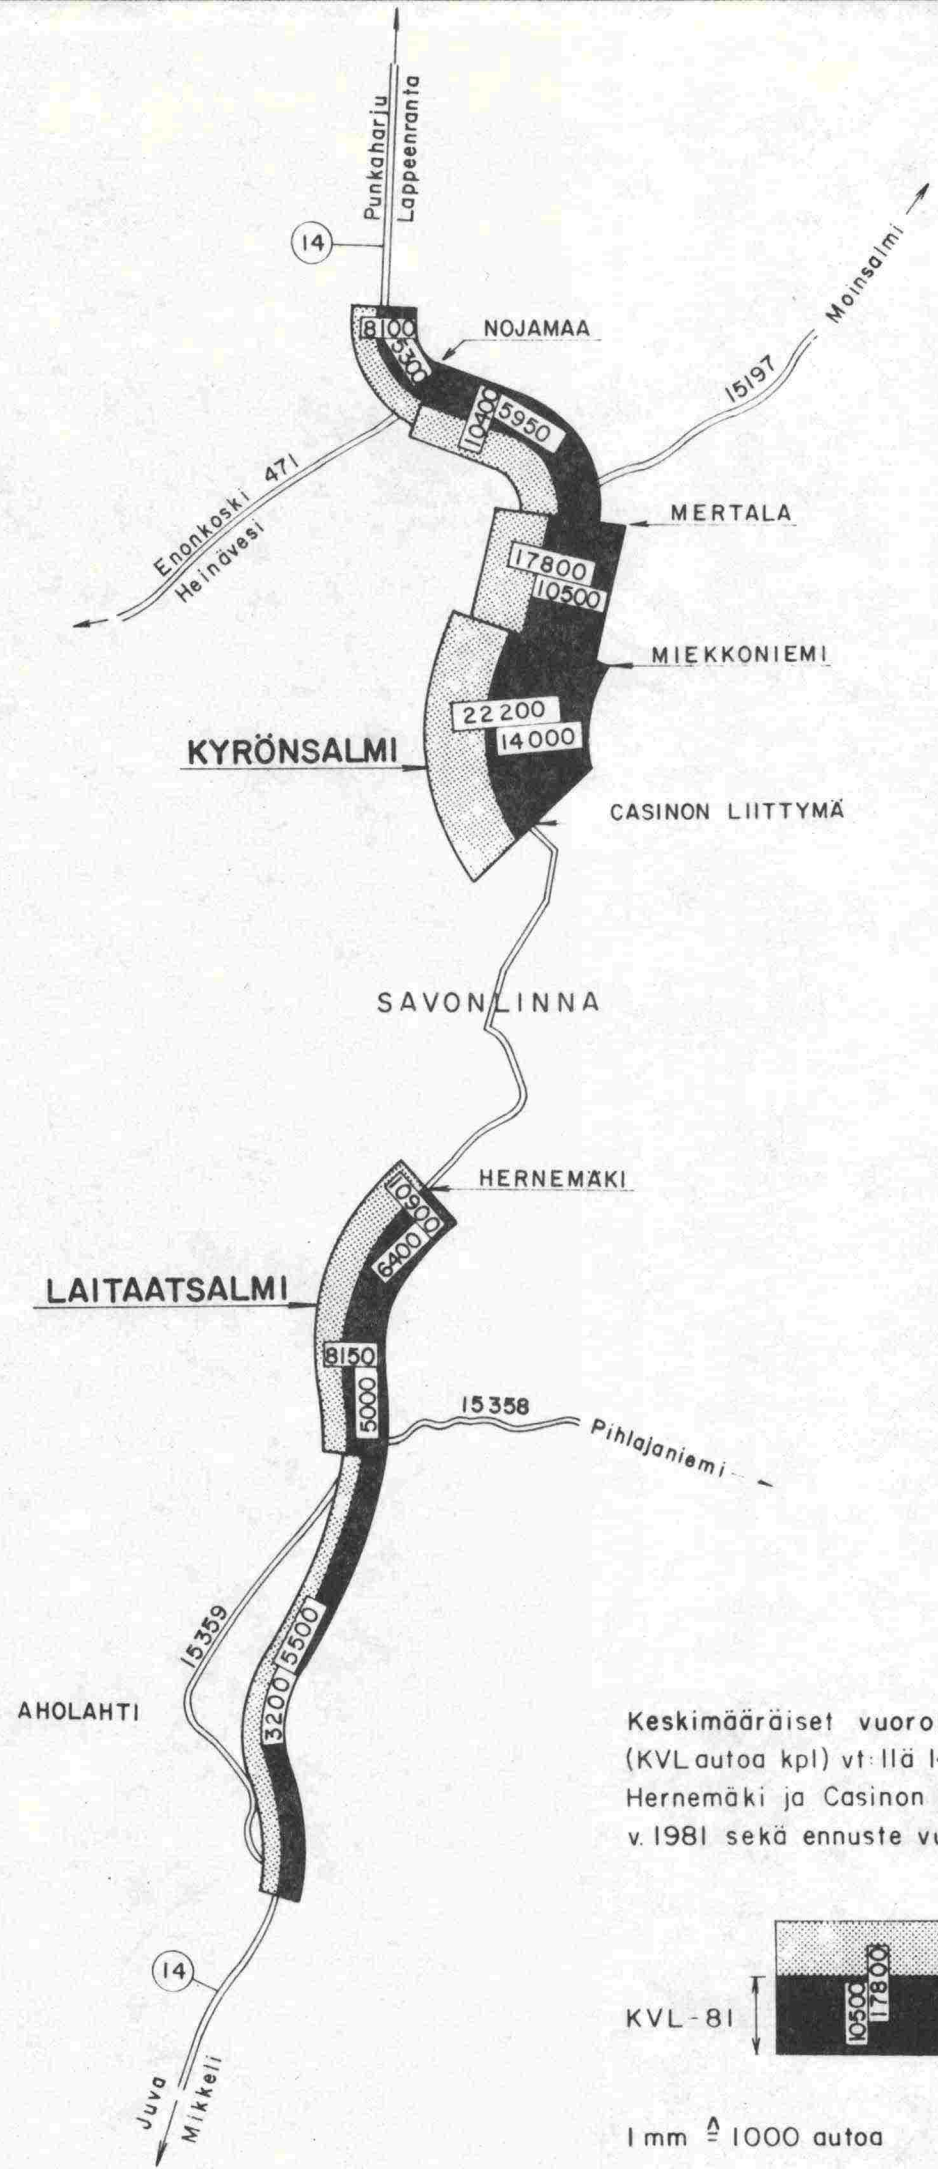 Punkaharju
Lappeenranta
14
Moinsalmi
8100
5300
NOJAMAA
15197
10400
5950
Enonkoski 471
Heinävesi
MERTALA
17800
10500
MIEKKONIEMI
22200
14000
KYRÖNSALMI
CASINON LIITTYMÄ
SAVONLINNA
HERNEMÄKI
10900
6400
LAITAATSALMI
8150
5000
15358
Pihlajaniemi
15359
5500
3200
AHOLAHTI
Keskimääräiset vuoro
(KVL autoa kpl) vt:llä
Hernemäki ja Casinon
v. 1981 sekä ennuste
14
KVL-81
10500
17800
Juva
Mikkeli
1 mm ≙ 1000 autoa